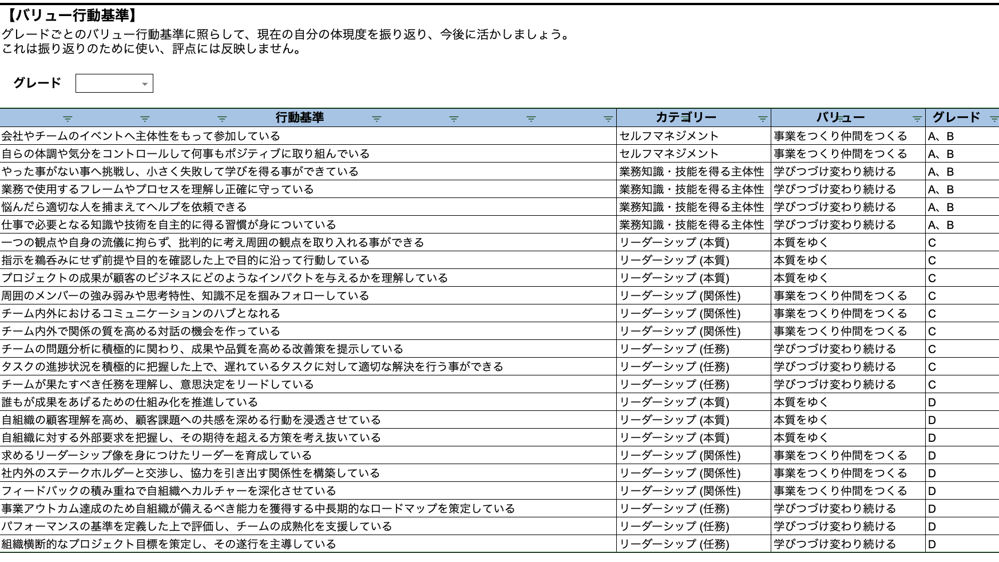 【バリュー行動基準】
グレードごとのバリュー行動基準に照らして、現在の自分の体現度を振り返り、今後に活かしましょう。
これは振り返りのために使い、評点には反映しません。
グレード
行動基準 カテゴリー バリュー グレード
会社やチームのイベントへ主体性をもって参加している セルフマネジメント 事業をつくり仲間をつくる A、B
自らの体調や気分をコントロールして何事もポジティブに取り組んでいる セルフマネジメント 事業をつくり仲間をつくる A、B
やった事がない事へ挑戦し、小さく失敗して学びを得る事ができている 業務知識・技能を得る主体性 学びつづけ変わり続ける A、B
業務で使用するフレームやプロセスを理解し正確に守っている 業務知識・技能を得る主体性 学びつづけ変わり続ける A、B
悩んだら適切な人を捕まえてヘルプを依頼できる 業務知識・技能を得る主体性 学びつづけ変わり続ける A、B
仕事で必要となる知識や技術を自主的に得る習慣が身についている 業務知識・技能を得る主体性 学びつづけ変わり続ける A、B
一つの観点や自身の流儀に拘らず、批判的に考え周囲の観点を取り入れる事ができる リーダーシップ (本質) 本質をゆく C
指示を鵜呑みにせず前提や目的を確認した上で目的に沿って行動している リーダーシップ (本質) 本質をゆく C
プロジェクトの成果が顧客のビジネスにどのようなインパクトを与えるかを理解している リーダーシップ (本質) 本質をゆく C
周囲のメンバーの強み弱みや思考特性、知識不足を掴みフォローしている リーダーシップ (関係性) 事業をつくり仲間をつくる C
チーム内外におけるコミュニケーションのハブとなれる リーダーシップ (関係性) 事業をつくり仲間をつくる C
チーム内外で関係の質を高める対話の機会を作っている リーダーシップ (関係性) 事業をつくり仲間をつくる C
チームの問題分析に積極的に関わり、成果や品質を高める改善策を提示している リーダーシップ (任務) 学びつづけ変わり続ける C
タスクの進捗状況を積極的に把握した上で、遅れているタスクに対して適切な解決を行う事ができる リーダーシップ (任務) 学びつづけ変わり続ける C
チームが果たすべき任務を理解し、意思決定をリードしている リーダーシップ (任務) 学びつづけ変わり続ける C
誰もが成果をあげるための仕組み化を推進している リーダーシップ (本質) 本質をゆく D
自組織の顧客理解を高め、顧客課題への共感を深める行動を浸透させている リーダーシップ (本質) 本質をゆく D
自組織に対する外部要求を把握し、その期待を超える方策を考え抜いている リーダーシップ (本質) 本質をゆく D
求めるリーダーシップ像を身につけたリーダーを育成している リーダーシップ (関係性) 事業をつくり仲間をつくる D
社内外のステークホルダーと交渉し、協力を引き出す関係性を構築している リーダーシップ (関係性) 事業をつくり仲間をつくる D
フィードバックの積み重ねで自組織へカルチャーを深化させている リーダーシップ (関係性) 事業をつくり仲間をつくる D
事業アウトカム達成のため自組織が備えるべき能力を獲得する中長期的なロードマップを策定している リーダーシップ (任務) 学びつづけ変わり続ける D
パフォーマンスの基準を定義した上で評価し、チームの成熟化を支援している リーダーシップ (任務) 学びつづけ変わり続ける D
組織横断的なプロジェクト目標を策定し、その遂行を主導している リーダーシップ (任務) 学びつづけ変わり続ける D